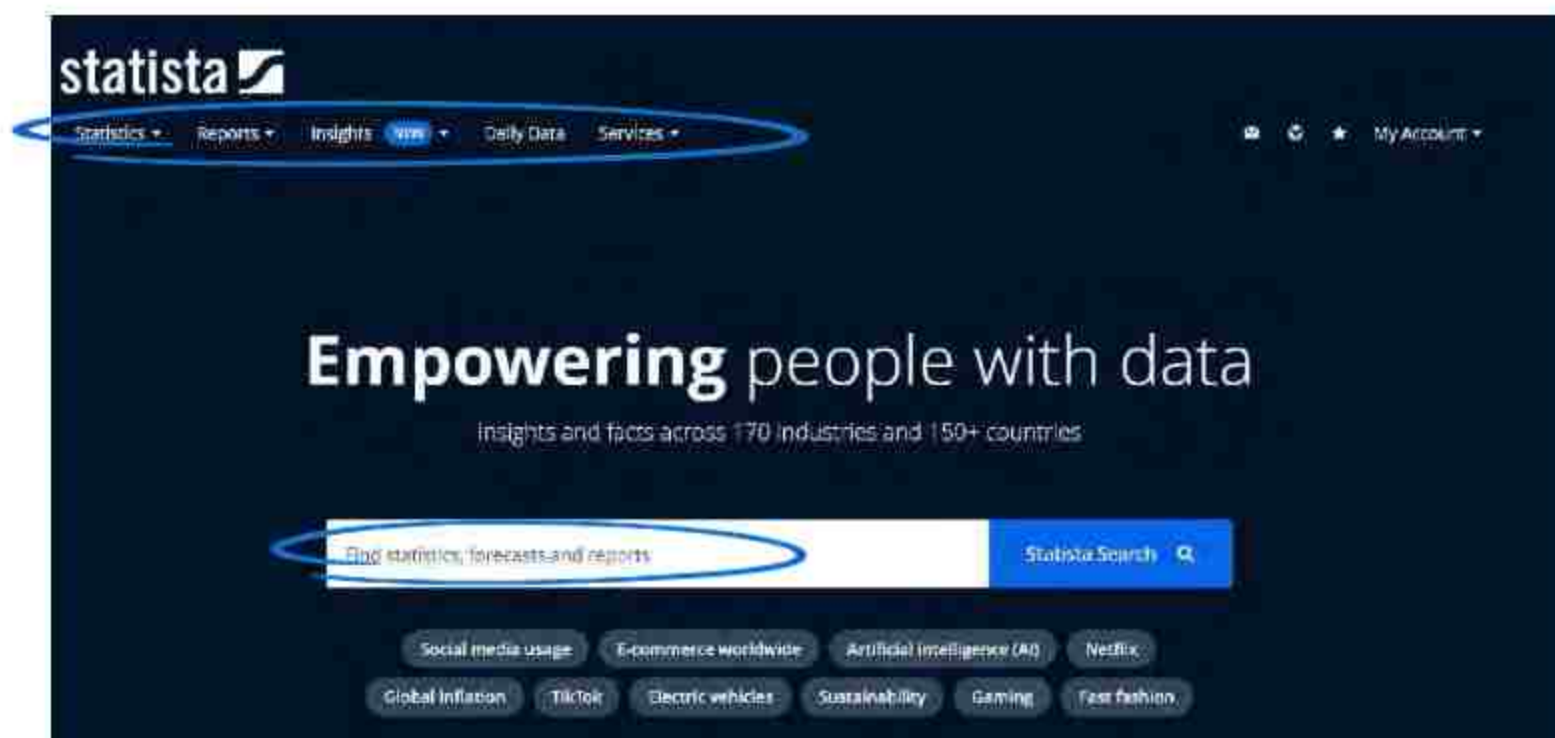 statista
Statistics Reports Insights New Daily Data Services My Account
Empowering people with data
Insights and facts across 170 industries and 150+ countries
Find statistics, forecasts and reports Statista Search
Social media usage E-commerce worldwide Artificial intelligence (AI) Netflix
Global inflation TikTok Electric vehicles Sustainability Gaming Fast fashion